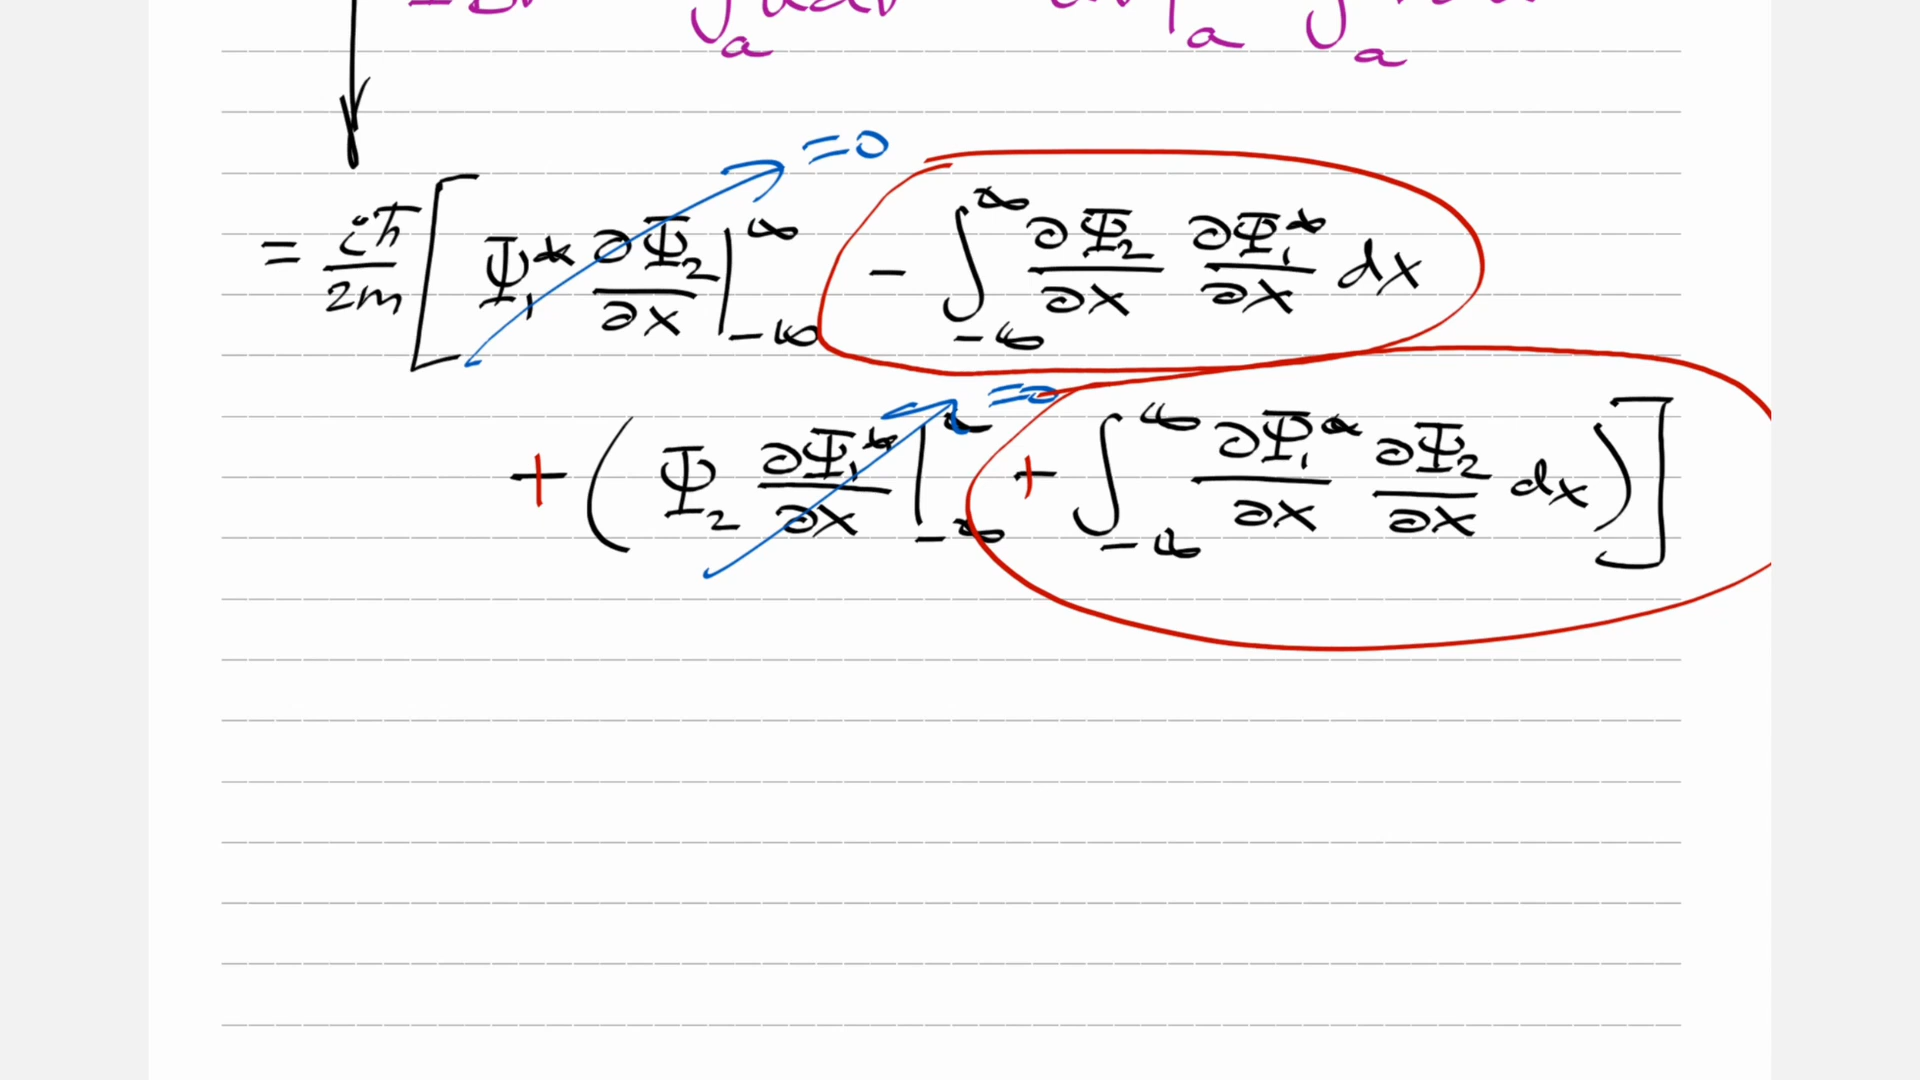 = iħ/2m [ Ψ₁* ∂Ψ₂/∂x |_{-∞}^{∞} - ∫_{-∞}^{∞} ∂Ψ₂/∂x ∂Ψ₁*/∂x dx
=0
+ ( Ψ₂ ∂Ψ₁*/∂x |_{-∞}^{∞} + ∫_{-∞}^{∞} ∂Ψ₁*/∂x ∂Ψ₂/∂x dx ) ]
=0